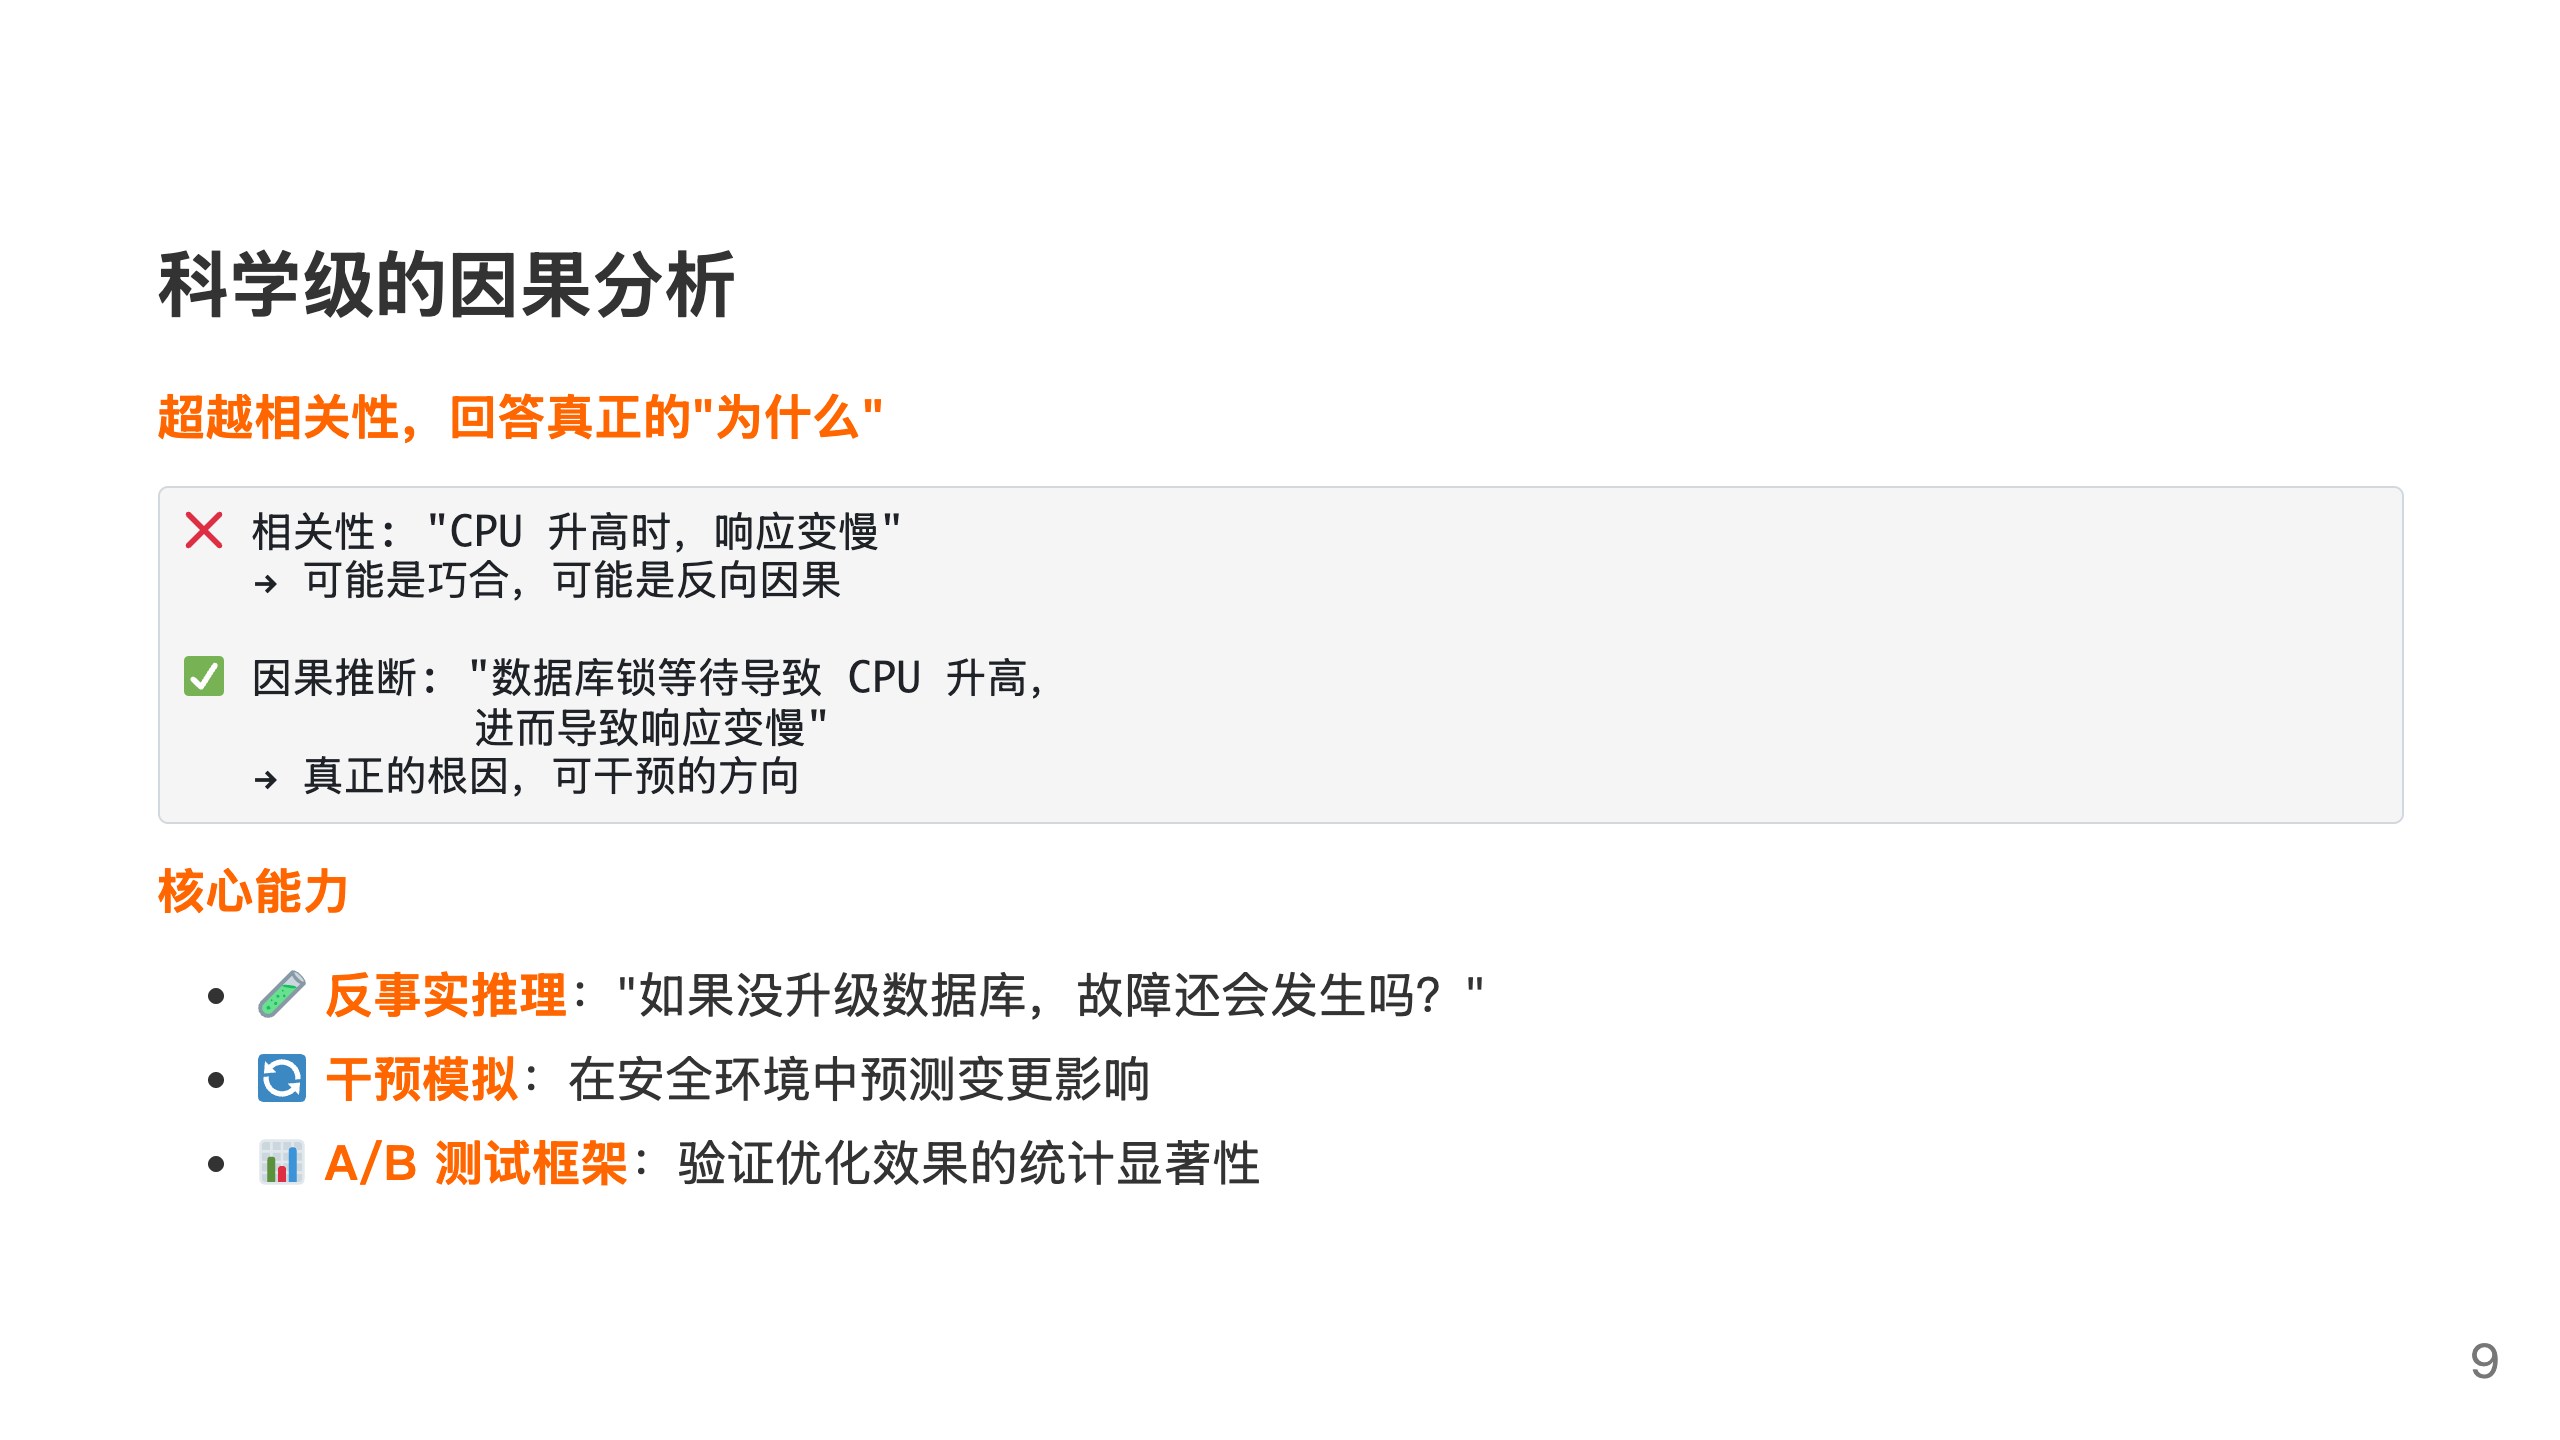 科学级的因果分析
超越相关性，回答真正的"为什么"
❌ 相关性："CPU 升高时，响应变慢"
→ 可能是巧合，可能是反向因果
✅ 因果推断："数据库锁等待导致 CPU 升高，
进而导致响应变慢"
→ 真正的根因，可干预的方向
核心能力
• 🧪 反事实推理："如果没升级数据库，故障还会发生吗？"
• 🔄 干预模拟：在安全环境中预测变更影响
• 📊 A/B 测试框架：验证优化效果的统计显著性
9